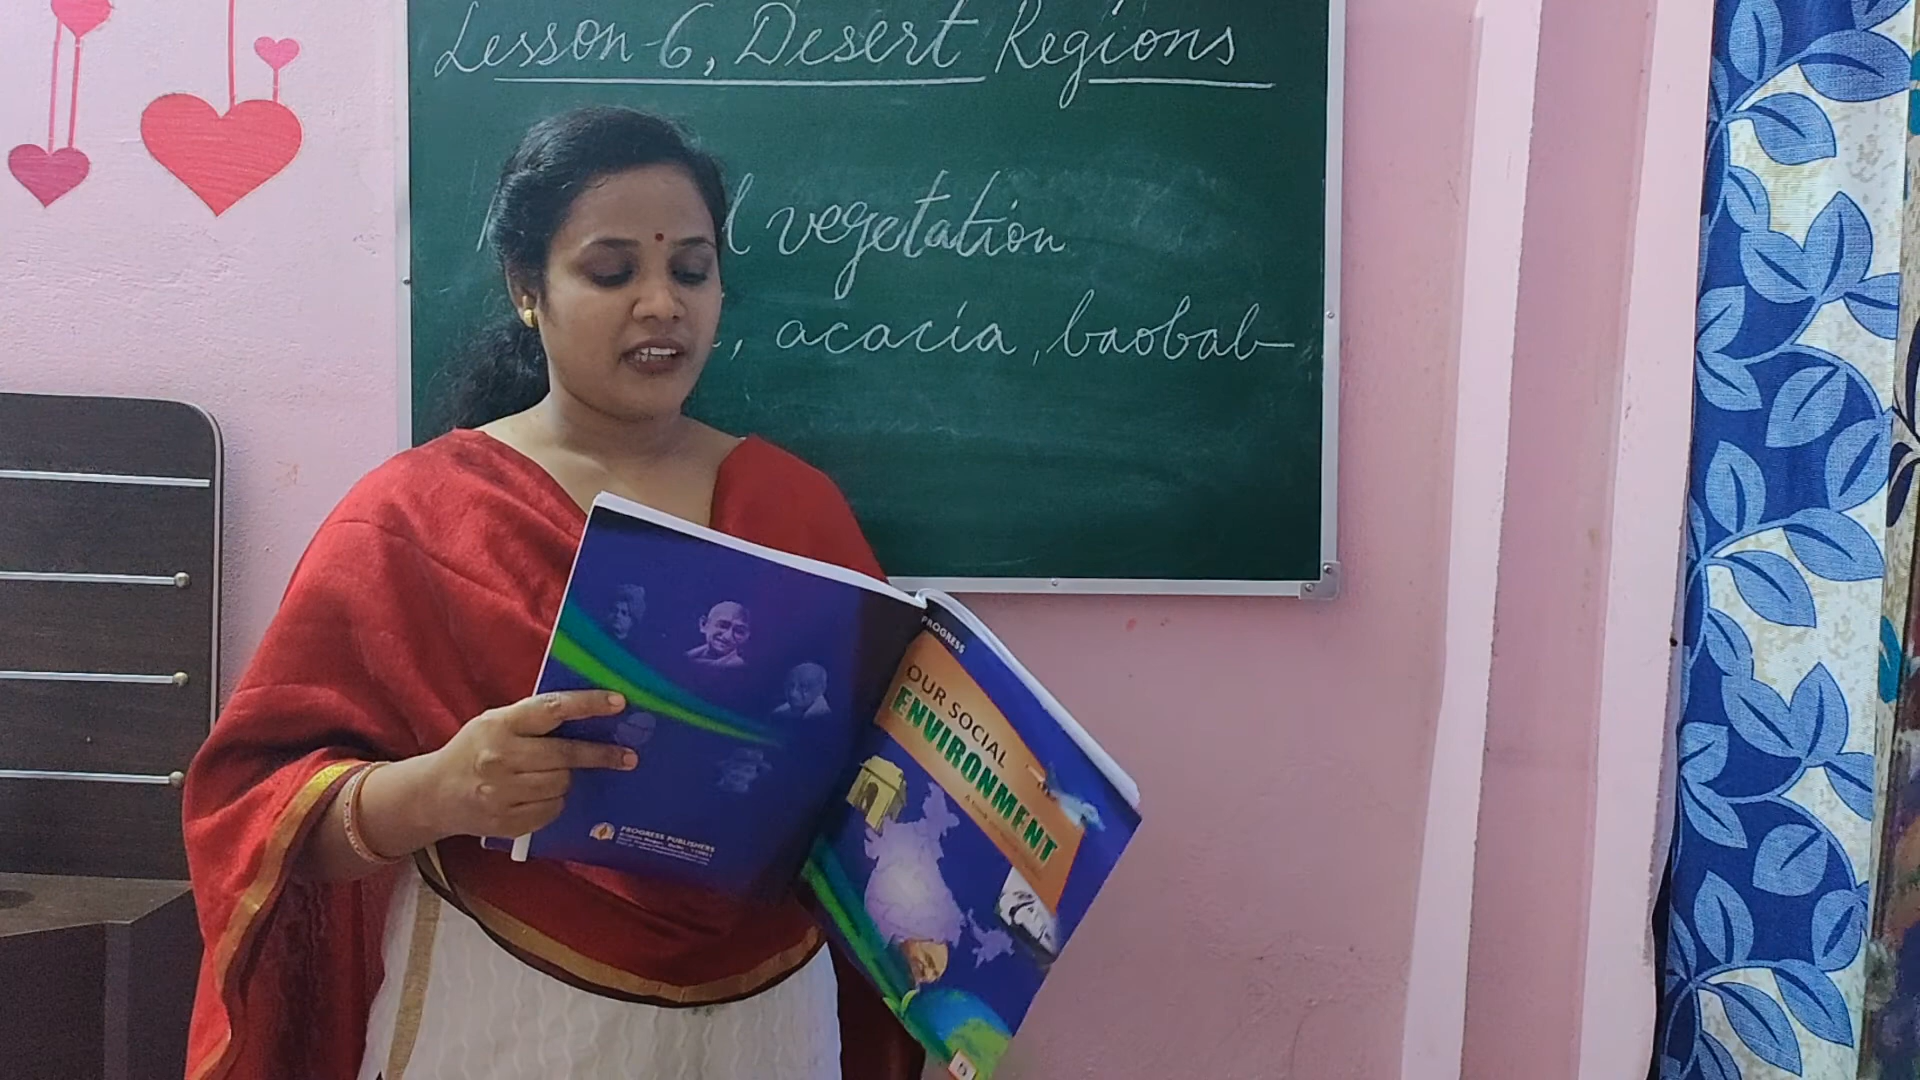 Lesson-6, Desert Regions
vegetation
, acacia, baobab
PROGRESS
OUR SOCIAL
ENVIRONMENT
PROGRESS PUBLISHERS